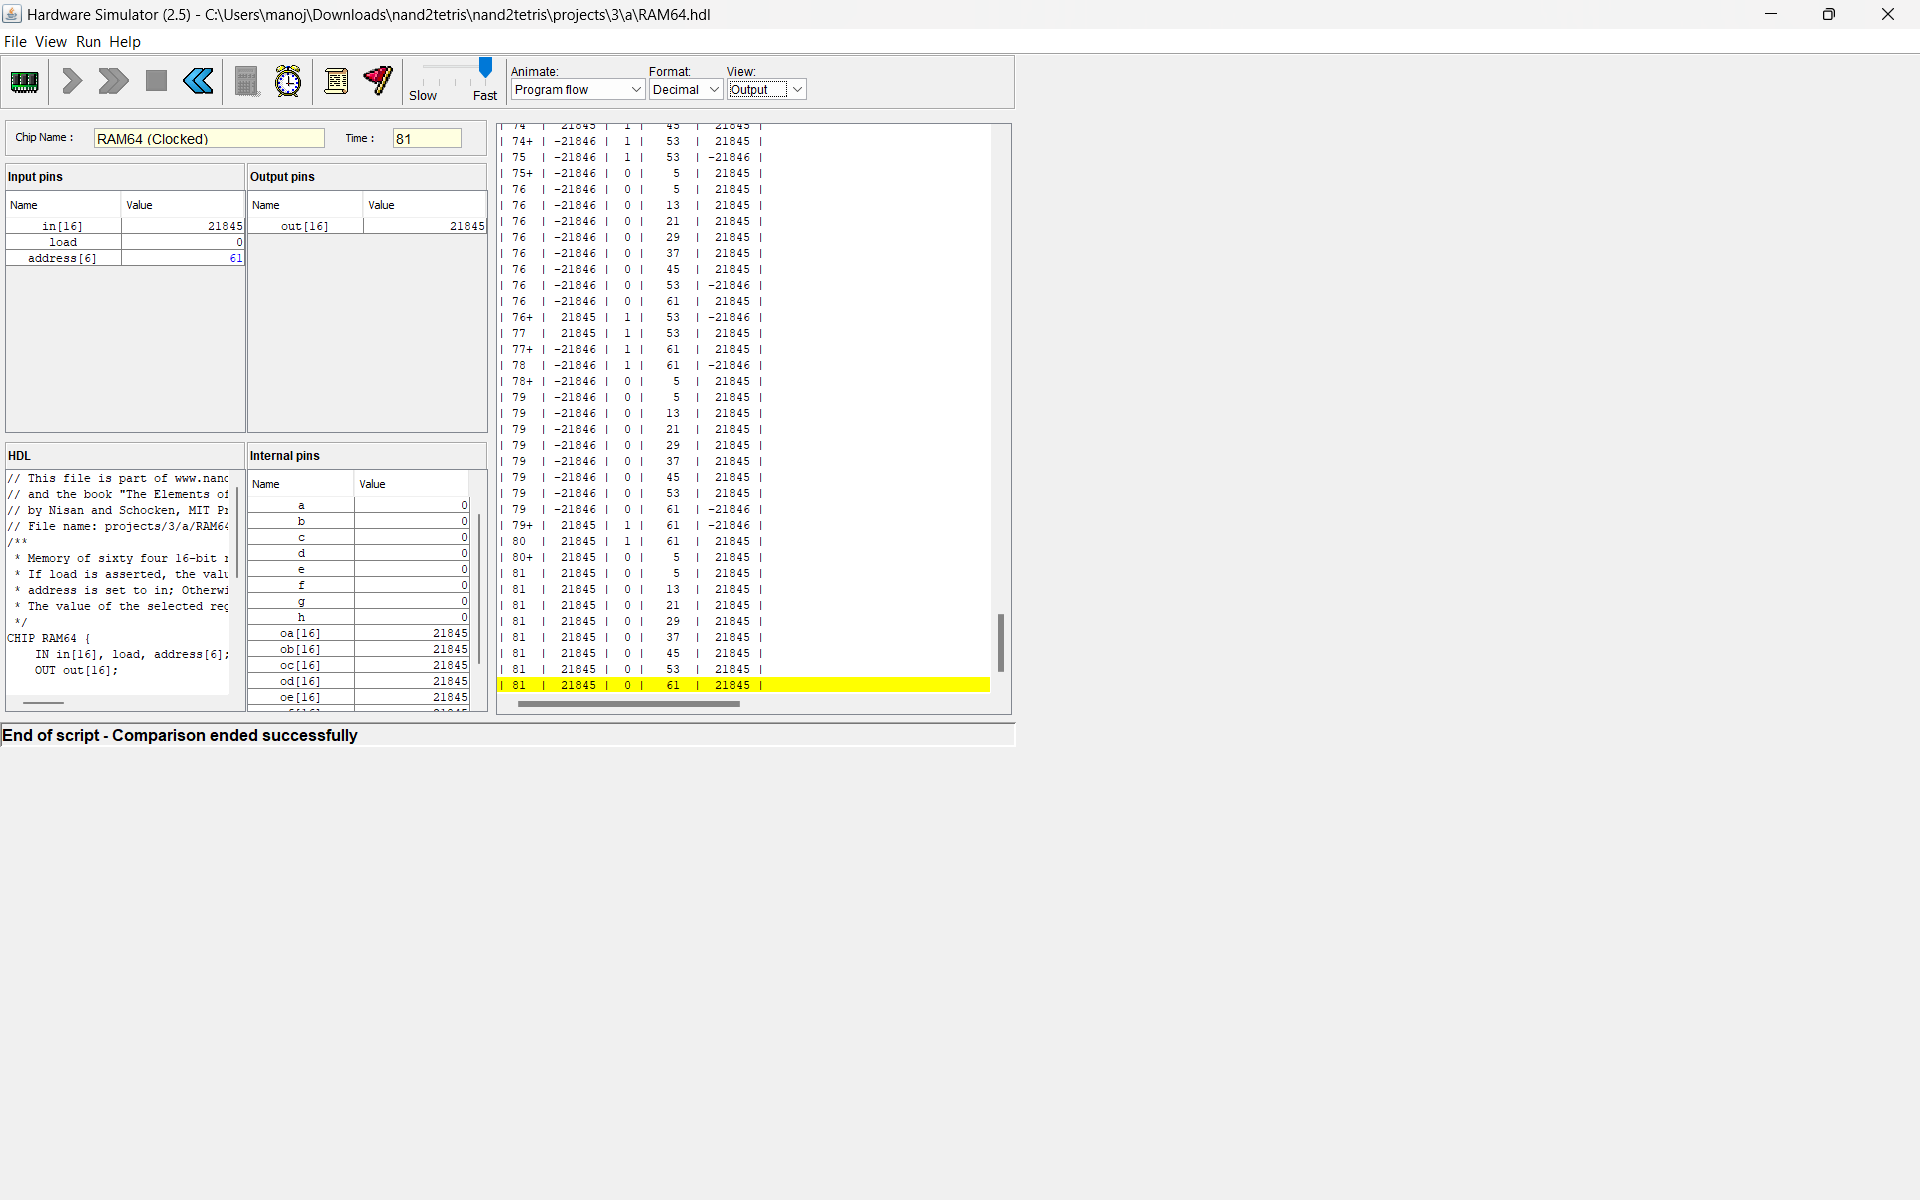 Hardware Simulator (2.5) - C:\Users\manoj\Downloads\nand2tetris\nand2tetris\projects\3\a\RAM64.hdl
File View Run Help
Slow Fast
Animate: Format: View:
Program flow Decimal Output
Chip Name : RAM64 (Clocked) Time : 81
Input pins
Name Value
in[16] 21845
load 0
address[6] 61
Output pins
Name Value
out[16] 21845
HDL
// This file is part of www.nanc
// and the book "The Elements of
// by Nisan and Schocken, MIT Pr
// File name: projects/3/a/RAM64
/**
* Memory of sixty four 16-bit r
* If load is asserted, the valu
* address is set to in; Otherwi
* The value of the selected reg
*/
CHIP RAM64 {
IN in[16], load, address[6];
OUT out[16];
Internal pins
Name Value
a 0
b 0
c 0
d 0
e 0
f 0
g 0
h 0
oa[16] 21845
ob[16] 21845
oc[16] 21845
od[16] 21845
oe[16] 21845
| 74 | 21845 | 1 | 45 | 21845 |
| 74+ | -21846 | 1 | 53 | 21845 |
| 75 | -21846 | 1 | 53 | -21846 |
| 75+ | -21846 | 0 | 5 | 21845 |
| 76 | -21846 | 0 | 5 | 21845 |
| 76 | -21846 | 0 | 13 | 21845 |
| 76 | -21846 | 0 | 21 | 21845 |
| 76 | -21846 | 0 | 29 | 21845 |
| 76 | -21846 | 0 | 37 | 21845 |
| 76 | -21846 | 0 | 45 | 21845 |
| 76 | -21846 | 0 | 53 | -21846 |
| 76 | -21846 | 0 | 61 | 21845 |
| 76+ | 21845 | 1 | 53 | -21846 |
| 77 | 21845 | 1 | 53 | 21845 |
| 77+ | -21846 | 1 | 61 | 21845 |
| 78 | -21846 | 1 | 61 | -21846 |
| 78+ | -21846 | 0 | 5 | 21845 |
| 79 | -21846 | 0 | 5 | 21845 |
| 79 | -21846 | 0 | 13 | 21845 |
| 79 | -21846 | 0 | 21 | 21845 |
| 79 | -21846 | 0 | 29 | 21845 |
| 79 | -21846 | 0 | 37 | 21845 |
| 79 | -21846 | 0 | 45 | 21845 |
| 79 | -21846 | 0 | 53 | 21845 |
| 79 | -21846 | 0 | 61 | -21846 |
| 79+ | 21845 | 1 | 61 | -21846 |
| 80 | 21845 | 1 | 61 | 21845 |
| 80+ | 21845 | 0 | 5 | 21845 |
| 81 | 21845 | 0 | 5 | 21845 |
| 81 | 21845 | 0 | 13 | 21845 |
| 81 | 21845 | 0 | 21 | 21845 |
| 81 | 21845 | 0 | 29 | 21845 |
| 81 | 21845 | 0 | 37 | 21845 |
| 81 | 21845 | 0 | 45 | 21845 |
| 81 | 21845 | 0 | 53 | 21845 |
| 81 | 21845 | 0 | 61 | 21845 |
End of script - Comparison ended successfully